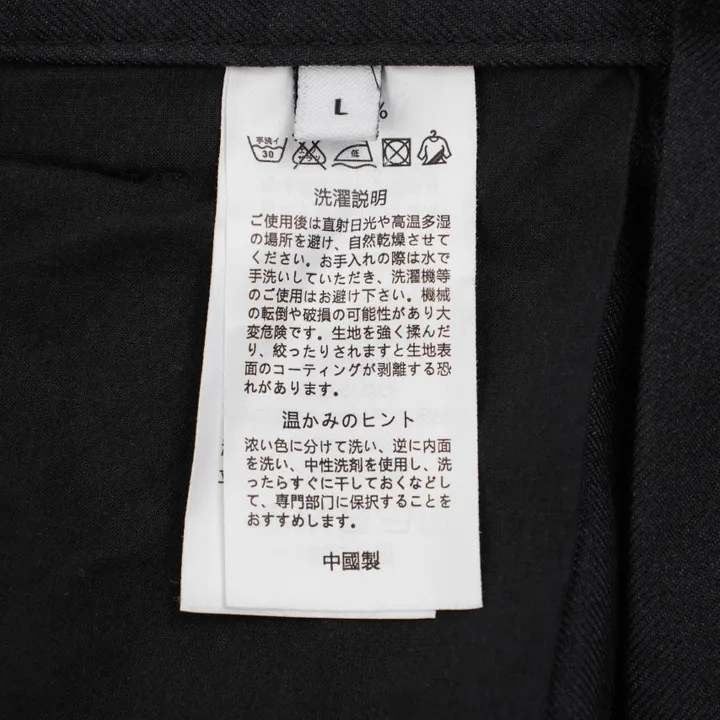 L
%
手洗イ
30
低
洗濯説明
ご使用後は直射日光や高温多湿
の場所を避け、自然乾燥させて
ください。お手入れの際は水で
手洗いしていただき、洗濯機等
のご使用はお避け下さい。機械
の転倒や破損の可能性があり大
変危険です。生地を強く揉んだ
り、絞ったりされますと生地表
面のコーティングが剥離する恐
れがあります。
温かみのヒント
浓い色に分けて洗い、逆に内面
を洗い、中性洗剤を使用し、洗
ったらすぐに干しておくなどし
て、専門部门に保択することを
おすすめします。
中國製